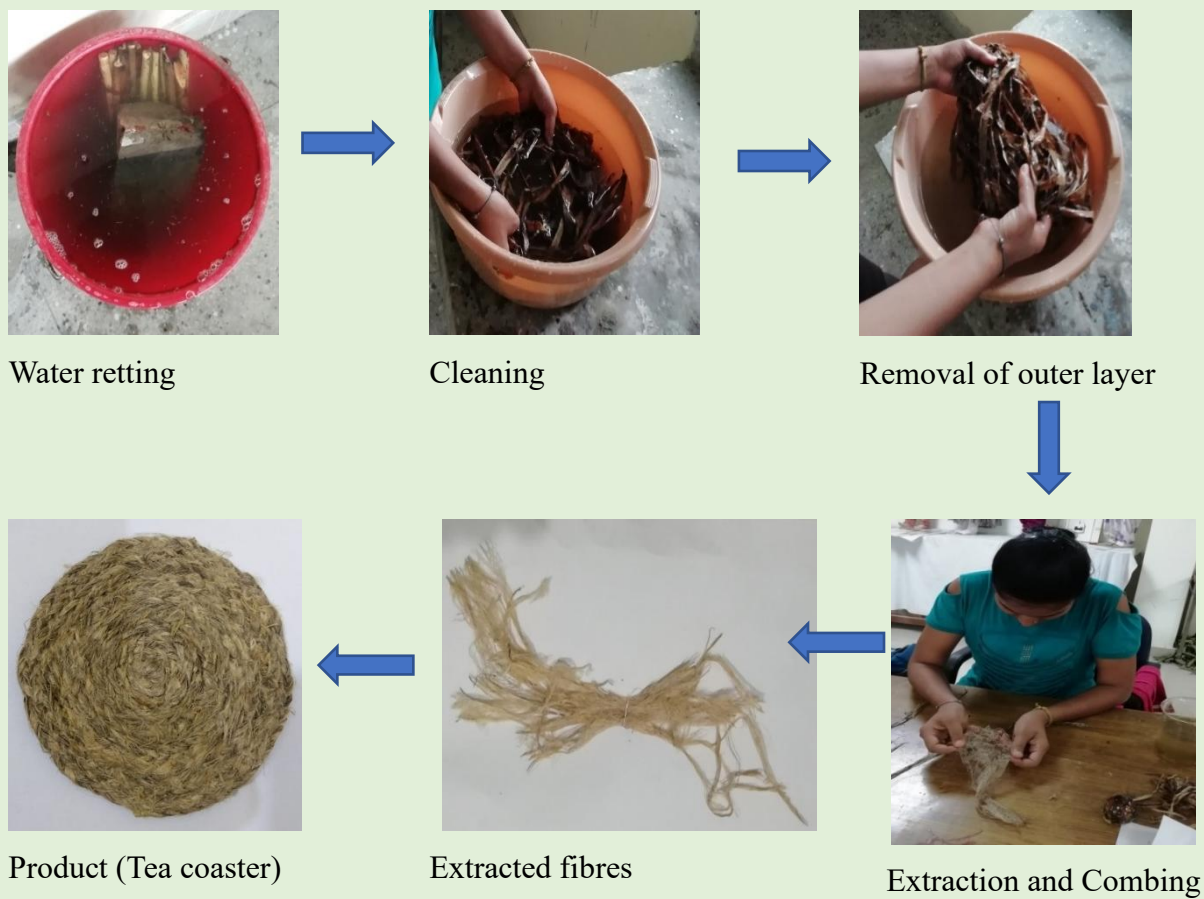 Water retting
Cleaning
Removal of outer layer
Product (Tea coaster)
Extracted fibres
Extraction and Combing